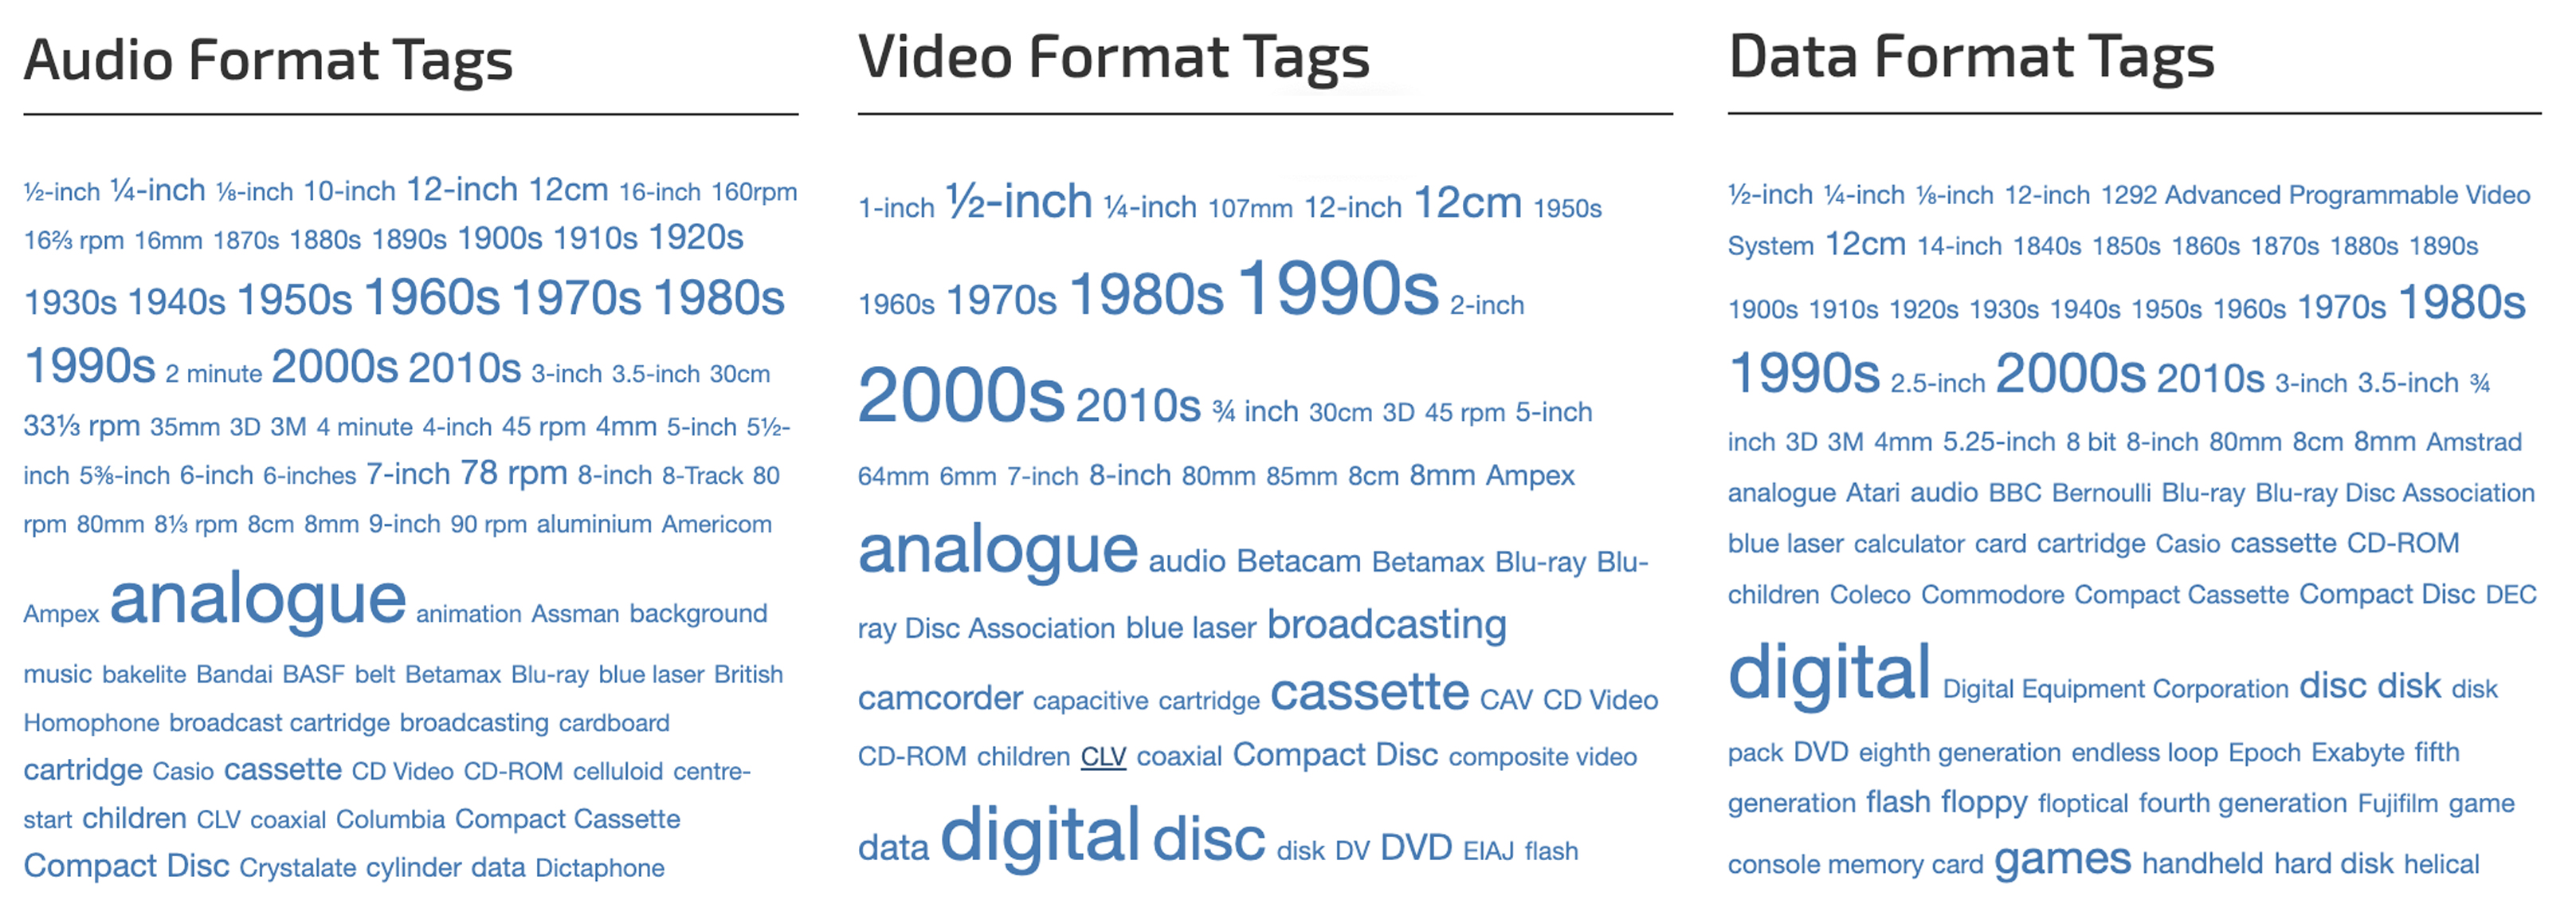 Audio Format Tags
½-inch ¼-inch ⅛-inch 10-inch 12-inch 12cm 16-inch 160rpm
16⅔ rpm 16mm 1870s 1880s 1890s 1900s 1910s 1920s
1930s 1940s 1950s 1960s 1970s 1980s
1990s 2 minute 2000s 2010s 3-inch 3.5-inch 30cm
33⅓ rpm 35mm 3D 3M 4 minute 4-inch 45 rpm 4mm 5-inch 5½-
inch 5⅜-inch 6-inch 6-inches 7-inch 78 rpm 8-inch 8-Track 80
rpm 80mm 8⅓ rpm 8cm 8mm 9-inch 90 rpm aluminium Americom
Ampex analogue animation Assman background
music bakelite Bandai BASF belt Betamax Blu-ray blue laser British
Homophone broadcast cartridge broadcasting cardboard
cartridge Casio cassette CD Video CD-ROM celluloid centre-
start children CLV coaxial Columbia Compact Cassette
Compact Disc Crystalate cylinder data Dictaphone
Video Format Tags
1-inch ½-inch ¼-inch 107mm 12-inch 12cm 1950s
1960s 1970s 1980s 1990s 2-inch
2000s 2010s ¾ inch 30cm 3D 45 rpm 5-inch
64mm 6mm 7-inch 8-inch 80mm 85mm 8cm 8mm Ampex
analogue audio Betacam Betamax Blu-ray Blu-
ray Disc Association blue laser broadcasting
camcorder capacitive cartridge cassette CAV CD Video
CD-ROM children CLV coaxial Compact Disc composite video
data digital disc disk DV DVD EIAJ flash
Data Format Tags
½-inch ¼-inch ⅛-inch 12-inch 1292 Advanced Programmable Video
System 12cm 14-inch 1840s 1850s 1860s 1870s 1880s 1890s
1900s 1910s 1920s 1930s 1940s 1950s 1960s 1970s 1980s
1990s 2.5-inch 2000s 2010s 3-inch 3.5-inch ¾
inch 3D 3M 4mm 5.25-inch 8 bit 8-inch 80mm 8cm 8mm Amstrad
analogue Atari audio BBC Bernoulli Blu-ray Blu-ray Disc Association
blue laser calculator card cartridge Casio cassette CD-ROM
children Coleco Commodore Compact Cassette Compact Disc DEC
digital Digital Equipment Corporation disc disk disk
pack DVD eighth generation endless loop Epoch Exabyte fifth
generation flash floppy floptical fourth generation Fujifilm game
console memory card games handheld hard disk helical